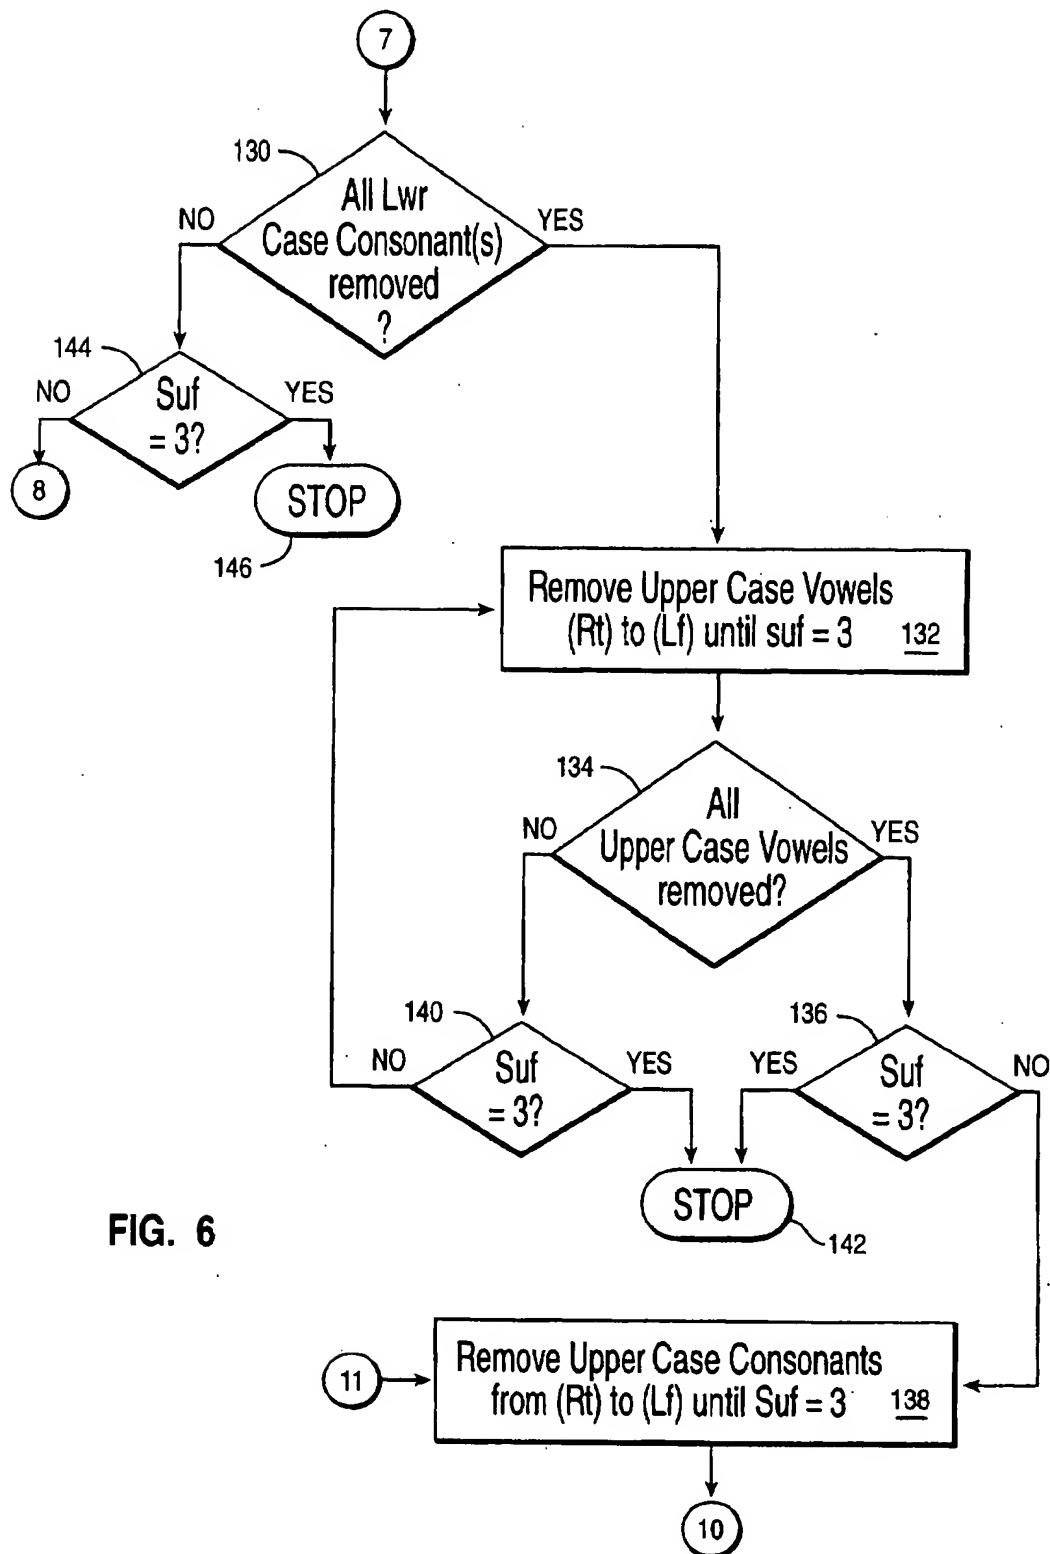 7
130
All Lwr
Case Consonant(s)
removed
?
NO
YES
144
Suf
= 3?
NO
YES
8
STOP
146
Remove Upper Case Vowels
(Rt) to (Lf) until suf = 3 132
134
All
Upper Case Vowels
removed?
NO
YES
140
Suf
= 3?
NO
YES
136
Suf
= 3?
YES
NO
STOP
142
FIG. 6
11
Remove Upper Case Consonants
from (Rt) to (Lf) until Suf = 3 138
10